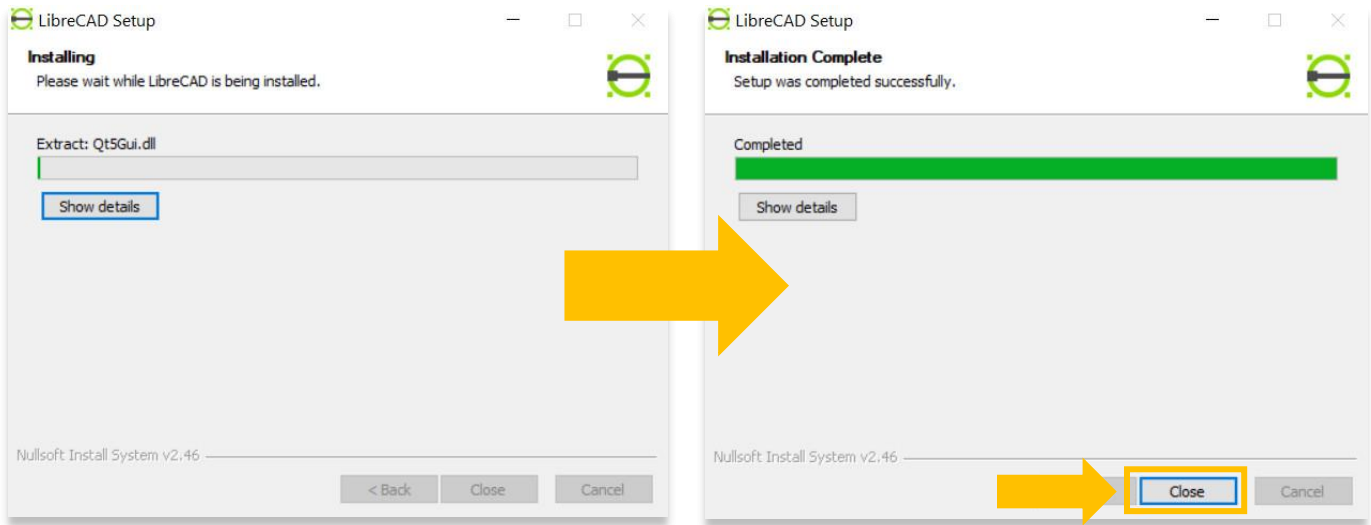 LibreCAD Setup
Installing
Please wait while LibreCAD is being installed.
Extract: Qt5Gui.dll
Show details
Nullsoft Install System v2.46
< Back
Close
Cancel
LibreCAD Setup
Installation Complete
Setup was completed successfully.
Completed
Show details
Nullsoft Install System v2.46
Close
Cancel